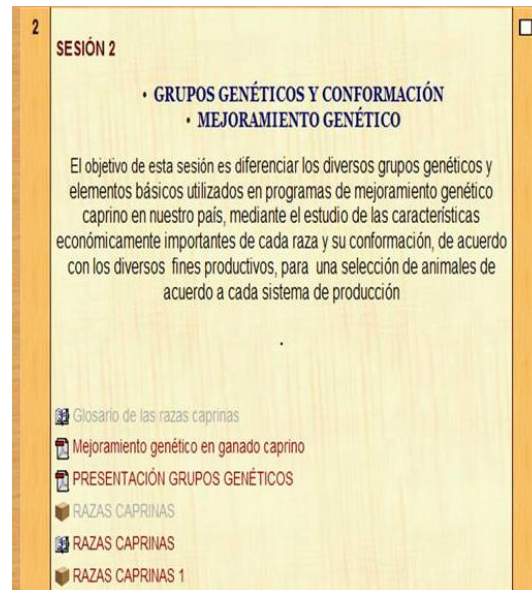 2
SESIÓN 2
• GRUPOS GENÉTICOS Y CONFORMACIÓN
• MEJORAMIENTO GENÉTICO
El objetivo de esta sesión es diferenciar los diversos grupos genéticos y
elementos básicos utilizados en programas de mejoramiento genético
caprino en nuestro país, mediante el estudio de las características
económicamente importantes de cada raza y su conformación, de acuerdo
con los diversos fines productivos, para una selección de animales de
acuerdo a cada sistema de producción
.
Glosario de las razas caprinas
Mejoramiento genético en ganado caprino
PRESENTACIÓN GRUPOS GENÉTICOS
RAZAS CAPRINAS
RAZAS CAPRINAS
RAZAS CAPRINAS 1